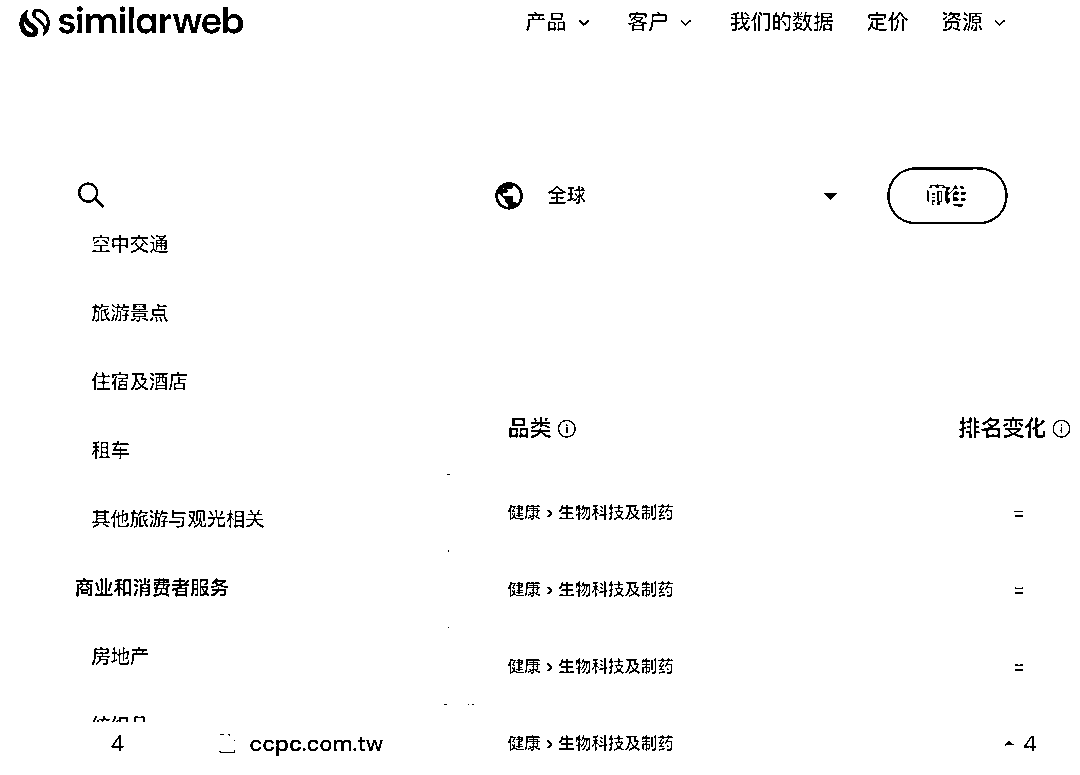 similarweb 产品 客户 我们的数据 定价 资源
全球 前往
空中交通
旅游景点
住宿及酒店
品类 排名变化
租车
健康 › 生物科技及制药 =
其他旅游与观光相关
商业和消费者服务
健康 › 生物科技及制药 =
房地产
健康 › 生物科技及制药 =
4 ccpc.com.tw 健康 › 生物科技及制药 4